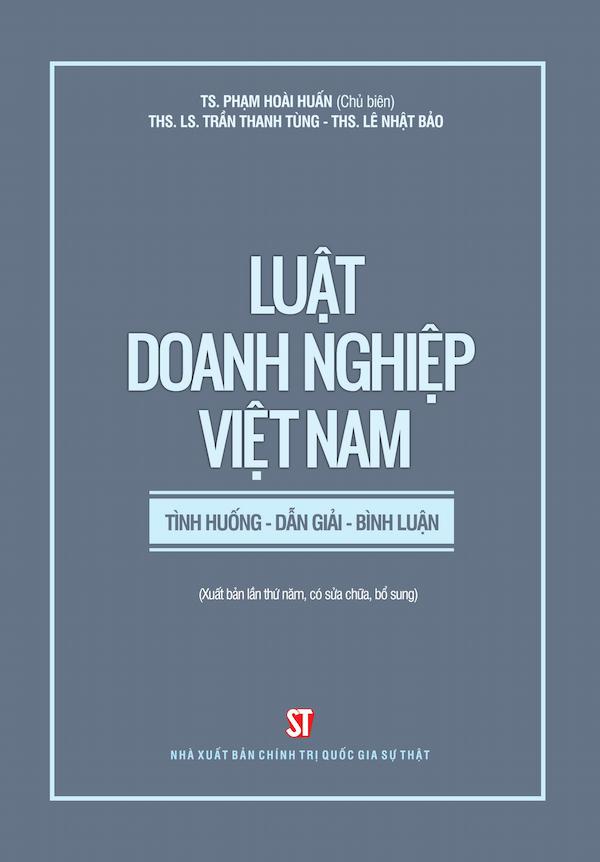 TS. PHẠM HOÀI HUẤN (Chủ biên)
THS. LS. TRẦN THANH TÙNG - THS. LÊ NHẬT BẢO
LUẬT
DOANH NGHIỆP
VIỆT NAM
TÌNH HUỐNG - DẪN GIẢI - BÌNH LUẬN
(Xuất bản lần thứ năm, có sửa chữa, bổ sung)
ST
NHÀ XUẤT BẢN CHÍNH TRỊ QUỐC GIA SỰ THẬT